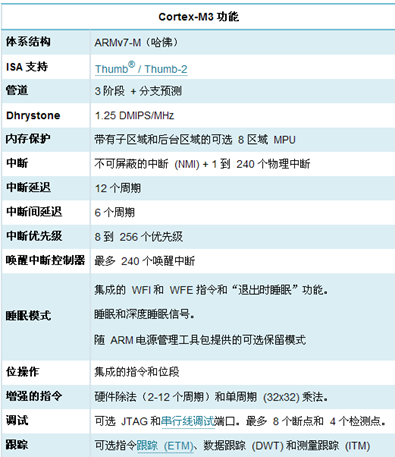 Cortex-M3 功能
体系结构 ARMv7-M（哈佛）
ISA 支持 Thumb® / Thumb-2
管道 3 阶段 + 分支预测
Dhrystone 1.25 DMIPS/MHz
内存保护 带有子区域和后台区域的可选 8 区域 MPU
中断 不可屏蔽的中断 (NMI) + 1 到 240 个物理中断
中断延迟 12 个周期
中断间延迟 6 个周期
中断优先级 8 到 256 个优先级
唤醒中断控制器 最多 240 个唤醒中断
睡眠模式
集成的 WFI 和 WFE 指令和“退出时睡眠”功能。
睡眠和深度睡眠信号。
随 ARM 电源管理工具包提供的可选保留模式
位操作 集成的指令和位段
增强的指令 硬件除法 (2-12 个周期) 和单周期 (32x32) 乘法。
调试 可选 JTAG 和串行线调试端口。最多 8 个断点和 4 个检测点。
跟踪 可选指令跟踪 (ETM)、数据跟踪 (DWT) 和测量跟踪 (ITM)